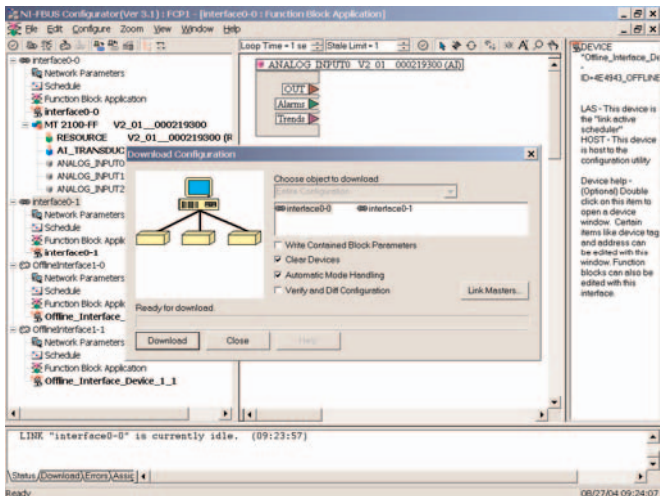 NI-FBUS Configurator(Ver 3.1) : FCP1 - [interface0-0 : Function Block Application]
File Edit Configure Zoom View Window Help
Loop Time = 1 se Stale Limit = 1
interface0-0
Network Parameters
Schedule
Function Block Application
interface0-0
MT 2100-FF V2_01__000219300
RESOURCE V2_01__000219300 (R
AI_TRANSDUC
ANALOG_INPUT0
ANALOG_INPUT1
ANALOG_INPUT2
interface0-1
Network Parameters
Schedule
Function Block Appli
interface0-1
OfflineInterface1-0
Network Parameters
Schedule
Function Block Appli
Offline_Interface_
OfflineInterface1-1
Network Parameters
Schedule
Function Block Application
Offline_Interface_Device_1_1
ANALOG INPUT0 V2 01 000219300 (AI)
OUT
Alarms
Trends
Download Configuration
Choose object to download
Entire Configuration
interface0-0 interface0-1
Write Contained Block Parameters
Clear Devices
Automatic Mode Handling
Verify and Diff Configuration
Link Masters...
Ready for download.
Download Close Help
DEVICE
"Offline_Interface_De
-
ID=4E4943_OFFLINE
LAS - This device is
the "link active
scheduler"
HOST - This device
is host to the
configuration utility
Device help -
(Optional) Double
click on this item to
open a device
window. Certain
items like device tag
and address can
be edited with this
window. Function
blocks can also be
edited with this
interface.
LINK "interface0-0" is currently idle. (09:23:57)
Status Download Errors Assig
Ready 08/27/04 09:24:07